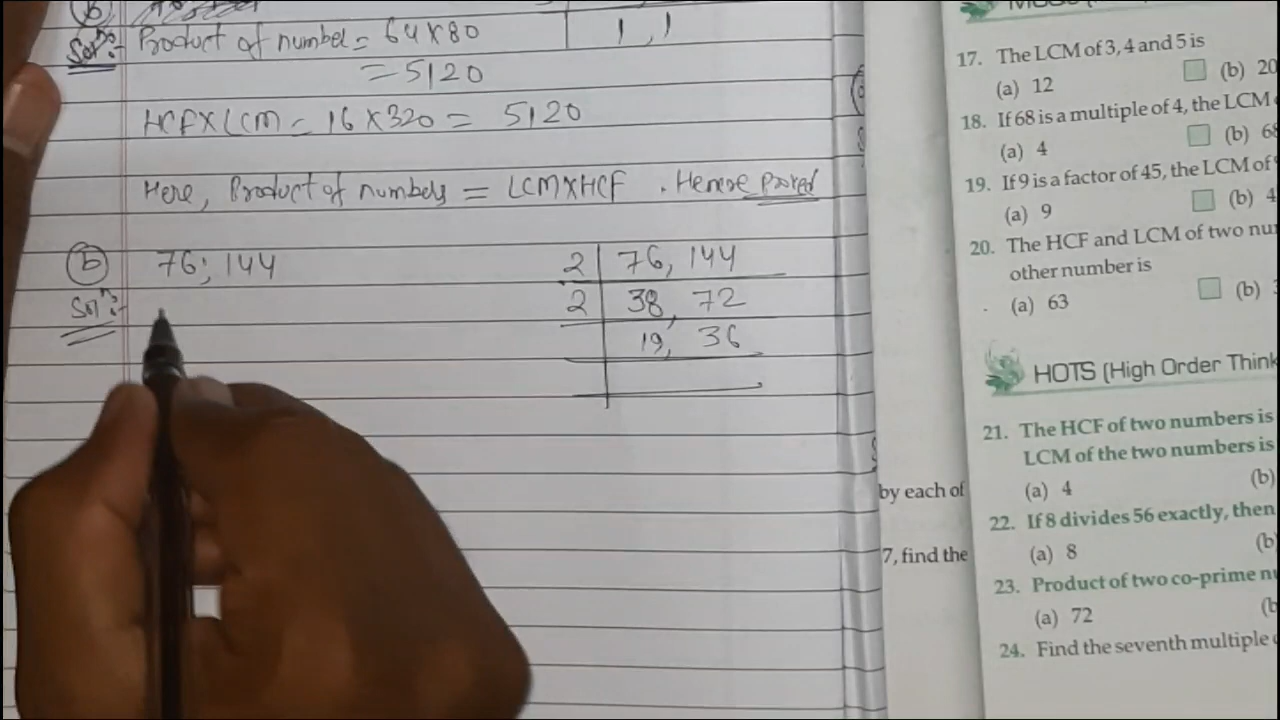 Solⁿ:- Product of number = 64×80
= 5120
1, 1
HCF×LCM = 16×320 = 5120
Here, Product of numbers = LCM×HCF . Hence Proved
(b) 76; 144
Solⁿ:-
2 | 76, 144
2 | 38, 72
19, 36
17. The LCM of 3, 4 and 5 is
(a) 12 (b) 20
18. If 68 is a multiple of 4, the LCM
(a) 4 (b)
19. If 9 is a factor of 45, the LCM of
(a) 9 (b) 4
20. The HCF and LCM of two
other number is
(a) 63 (b)
HOTS (High Order Think
21. The HCF of two numbers is
LCM of the two numbers is
(a) 4 (b)
22. If 8 divides 56 exactly, then
(a) 8 (b
23. Product of two co-prime
(a) 72 (b
24. Find the seventh multiple
by each of
7, find the